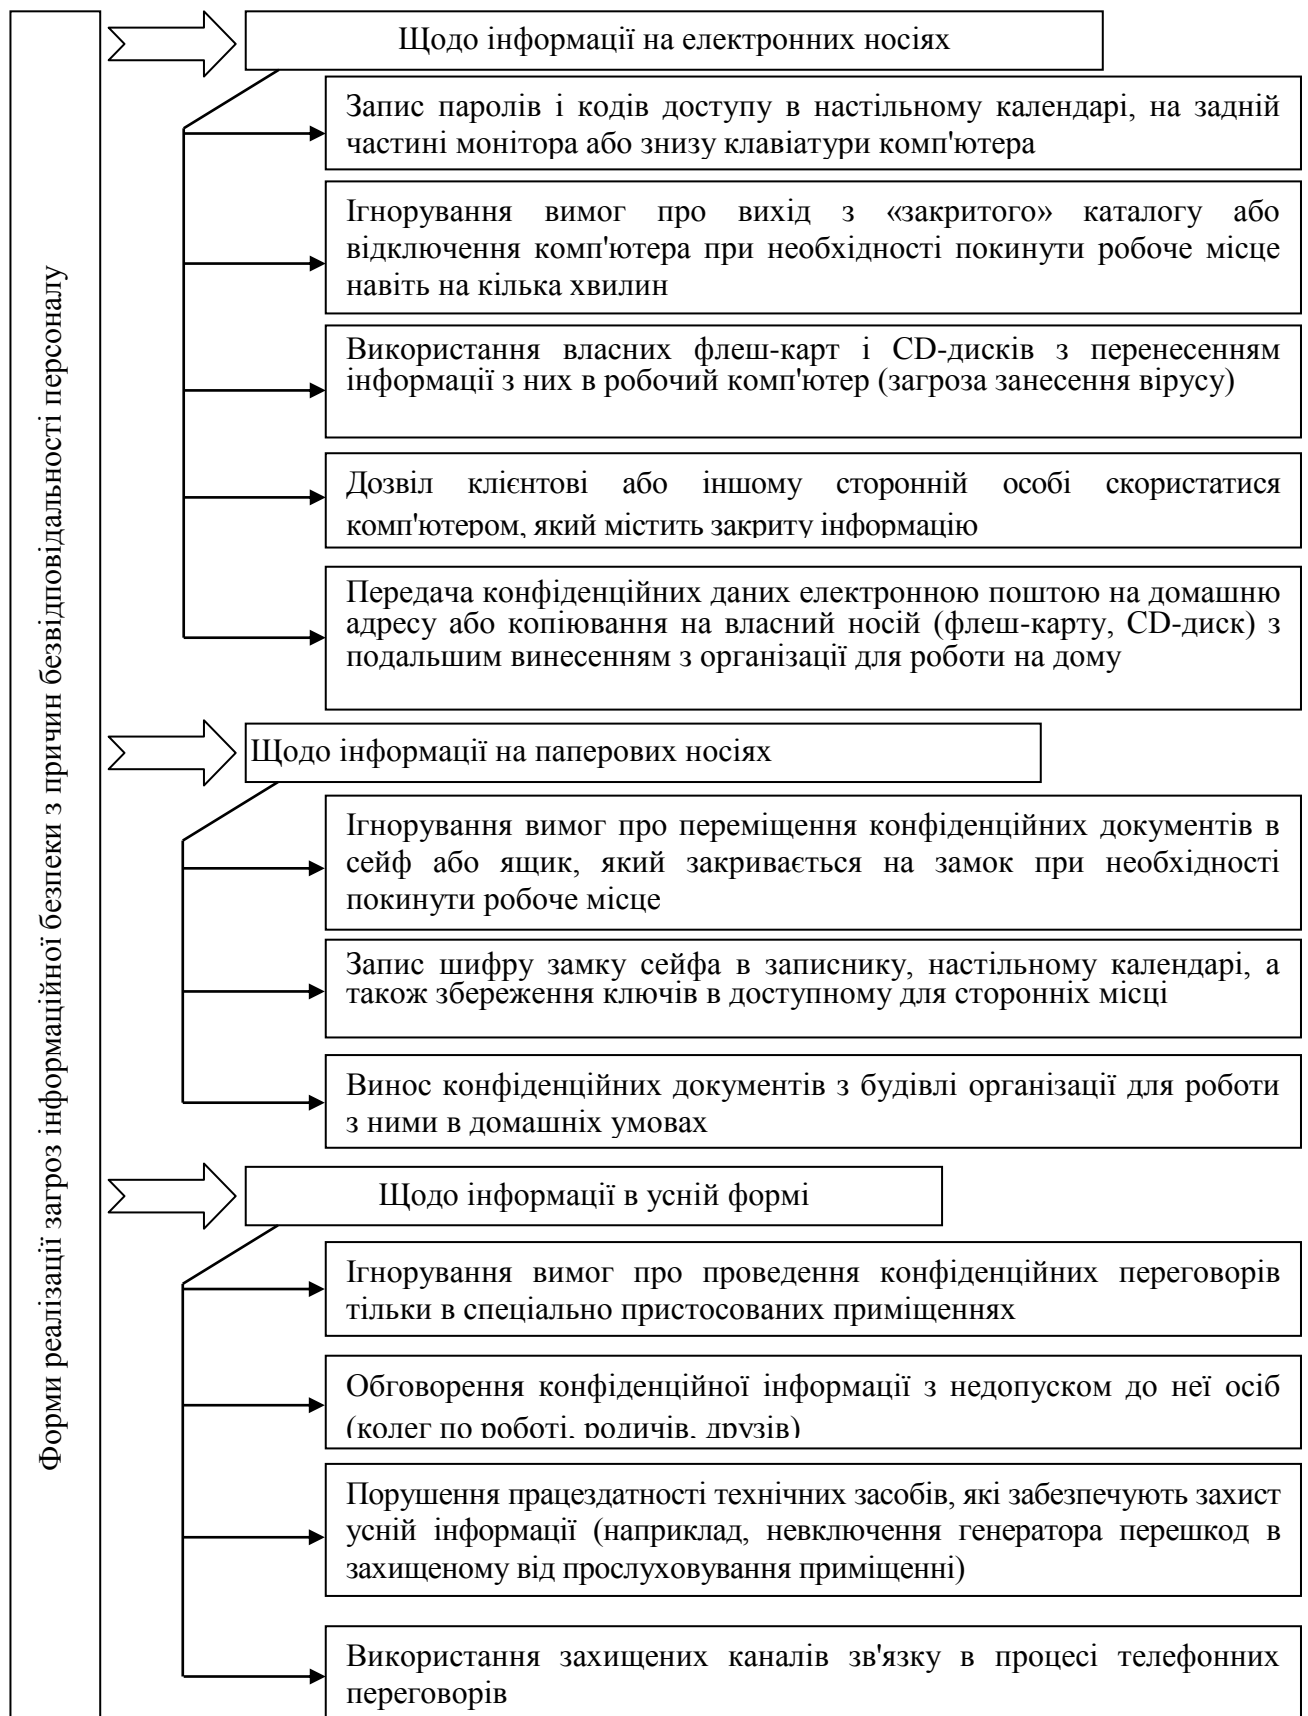 Форми реалізації загроз інформаційної безпеки з причин безвідповідальності персоналу
Щодо інформації на електронних носіях
Запис паролів і кодів доступу в настільному календарі, на задній
частині монітора або знизу клавіатури комп'ютера
Ігнорування вимог про вихід з «закритого» каталогу або
відключення комп'ютера при необхідності покинути робоче місце
навіть на кілька хвилин
Використання власних флеш-карт і CD-дисків з перенесенням
інформації з них в робочий комп'ютер (загроза занесення вірусу)
Дозвіл клієнтові або іншому сторонній особі скористатися
комп'ютером, який містить закриту інформацію
Передача конфіденційних даних електронною поштою на домашню
адресу або копіювання на власний носій (флеш-карту, CD-диск) з
подальшим винесенням з організації для роботи на дому
Щодо інформації на паперових носіях
Ігнорування вимог про переміщення конфіденційних документів в
сейф або ящик, який закривається на замок при необхідності
покинути робоче місце
Запис шифру замку сейфа в записнику, настільному календарі, а
також збереження ключів в доступному для сторонніх місці
Винос конфіденційних документів з будівлі організації для роботи
з ними в домашніх умовах
Щодо інформації в усній формі
Ігнорування вимог про проведення конфіденційних переговорів
тільки в спеціально пристосованих приміщеннях
Обговорення конфіденційної інформації з недопуском до неї осіб
(колег по роботі, родичів, друзів)
Порушення працездатності технічних засобів, які забезпечують захист
усній інформації (наприклад, невключення генератора перешкод в
захищеному від прослуховування приміщенні)
Використання захищених каналів зв'язку в процесі телефонних
переговорів